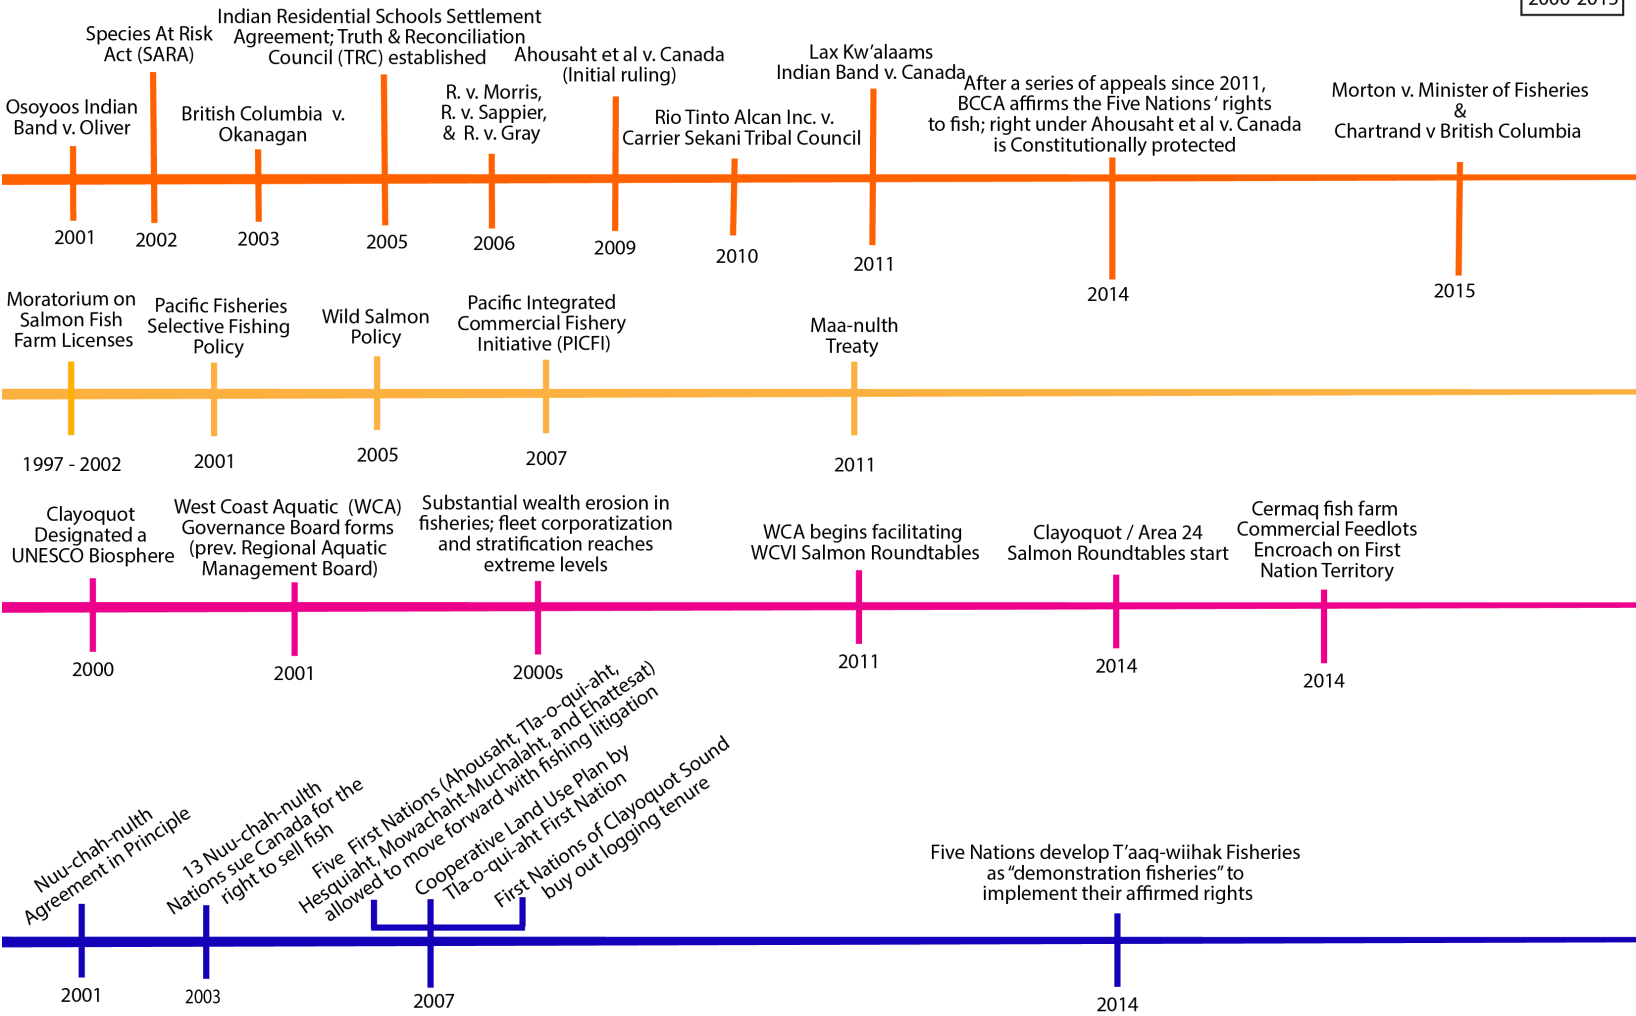 Species At Risk
Act (SARA)
Indian Residential Schools Settlement
Agreement; Truth & Reconciliation
Council (TRC) established
Osoyoos Indian
Band v. Oliver
British Columbia v.
Okanagan
R. v. Morris,
R. v. Sappier,
& R. v. Gray
Ahousaht et al v. Canada
(Initial ruling)
Rio Tinto Alcan Inc. v.
Carrier Sekani Tribal Council
Lax Kw’alaams
Indian Band v. Canada
After a series of appeals since 2011,
BCCA affirms the Five Nations ‘ rights
to fish; right under Ahousaht et al v. Canada
is Constitutionally protected
Morton v. Minister of Fisheries
&
Chartrand v British Columbia
2001
2002
2003
2005
2006
2009
2010
2011
2014
2015
Moratorium on
Salmon Fish
Farm Licenses
Pacific Fisheries
Selective Fishing
Policy
Wild Salmon
Policy
Pacific Integrated
Commercial Fishery
Initiative (PICFI)
Maa-nulth
Treaty
1997 - 2002
2001
2005
2007
2011
Clayoquot
Designated a
UNESCO Biosphere
West Coast Aquatic (WCA)
Governance Board forms
(prev. Regional Aquatic
Management Board)
Substantial wealth erosion in
fisheries; fleet corporatization
and stratification reaches
extreme levels
WCA begins facilitating
WCVI Salmon Roundtables
Clayoquot / Area 24
Salmon Roundtables start
Cermaq fish farm
Commercial Feedlots
Encroach on First
Nation Territory
2000
2001
2000s
2011
2014
2014
Nuu-chah-nulth
Agreement in Principle
13 Nuu-chah-nulth
Nations sue Canada for the
right to sell fish
Five First Nations (Ahousaht, Tla-o-qui-aht,
Hesquiaht, Mowachaht-Muchalaht, and Ehattesat)
allowed to move forward with fishing litigation
Cooperative Land Use Plan by
Tla-o-qui-aht First Nation
First Nations of Clayoquot Sound
buy out logging tenure
Five Nations develop T’aaq-wiihak Fisheries
as “demonstration fisheries” to
implement their affirmed rights
2001
2003
2007
2014